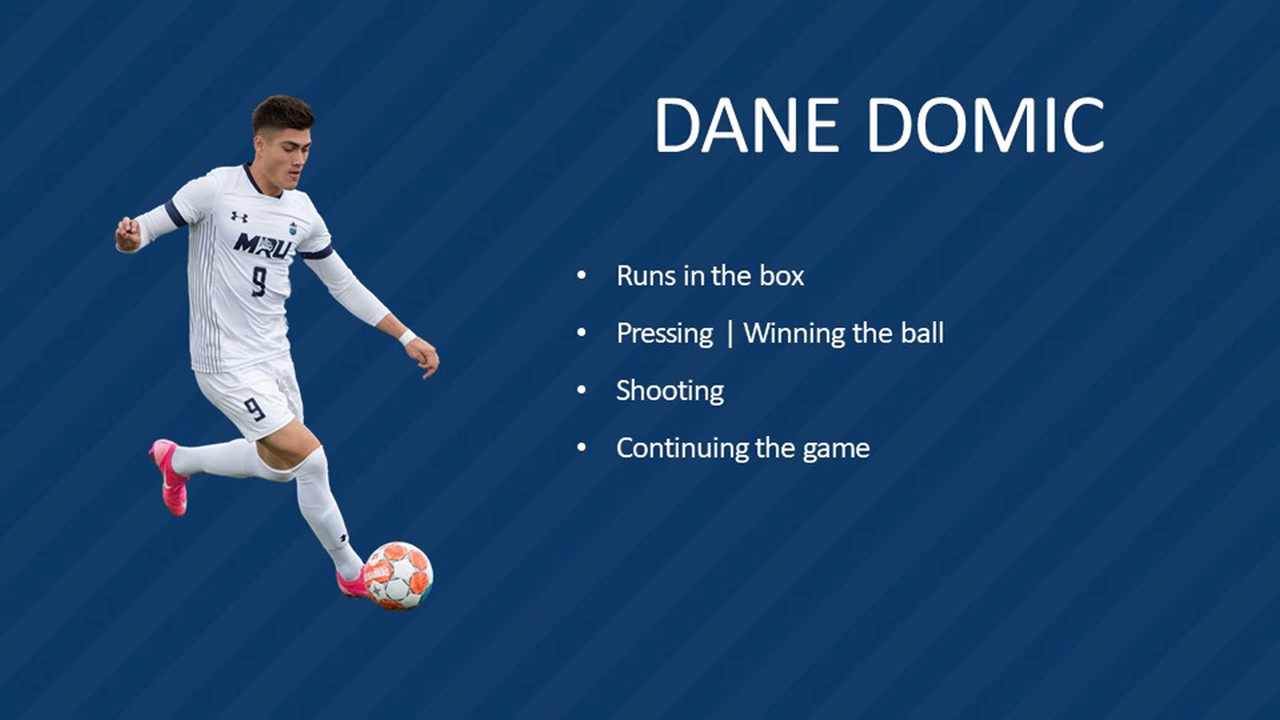 DANE DOMIC
MRU
9
9
• Runs in the box
• Pressing | Winning the ball
• Shooting
• Continuing the game